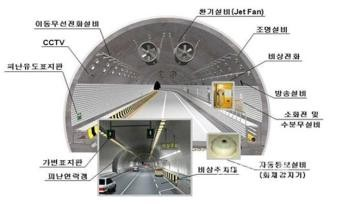 환기설비(Jet Fan)
이동무선전화설비
조명설비
CCTV
비상전화
피난유도표지판
방송설비
소화전 및
수분무설비
가변표지판
피난연락갱
비상주차대
자동통보설비
(화재감지기)